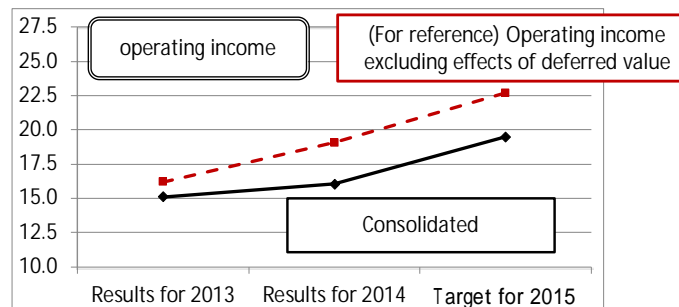 27.5
25.0
22.5
20.0
17.5
15.0
12.5
10.0
operating income
(For reference) Operating income
excluding effects of deferred value
Consolidated
Results for 2013
Results for 2014
Target for 2015